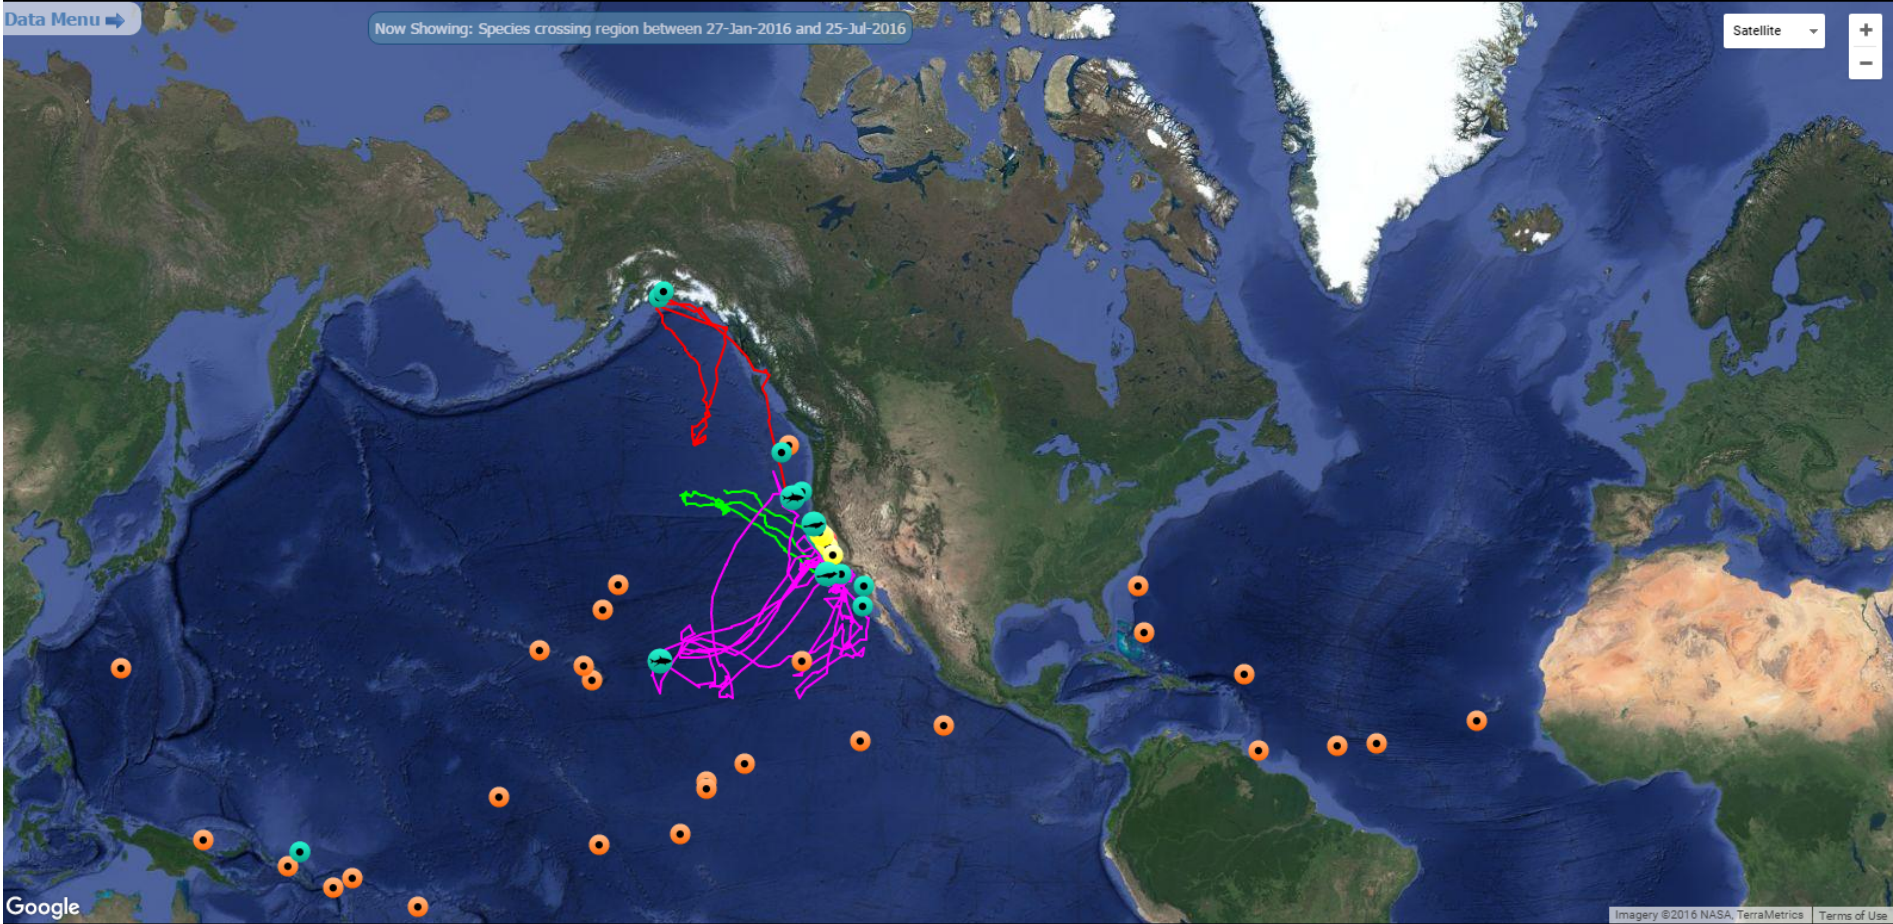 Data Menu
Now Showing: Species crossing region between 27-Jan-2016 and 25-Jul-2016
Satellite
+
−
Google
Imagery ©2016 NASA, TerraMetrics
Terms of Use